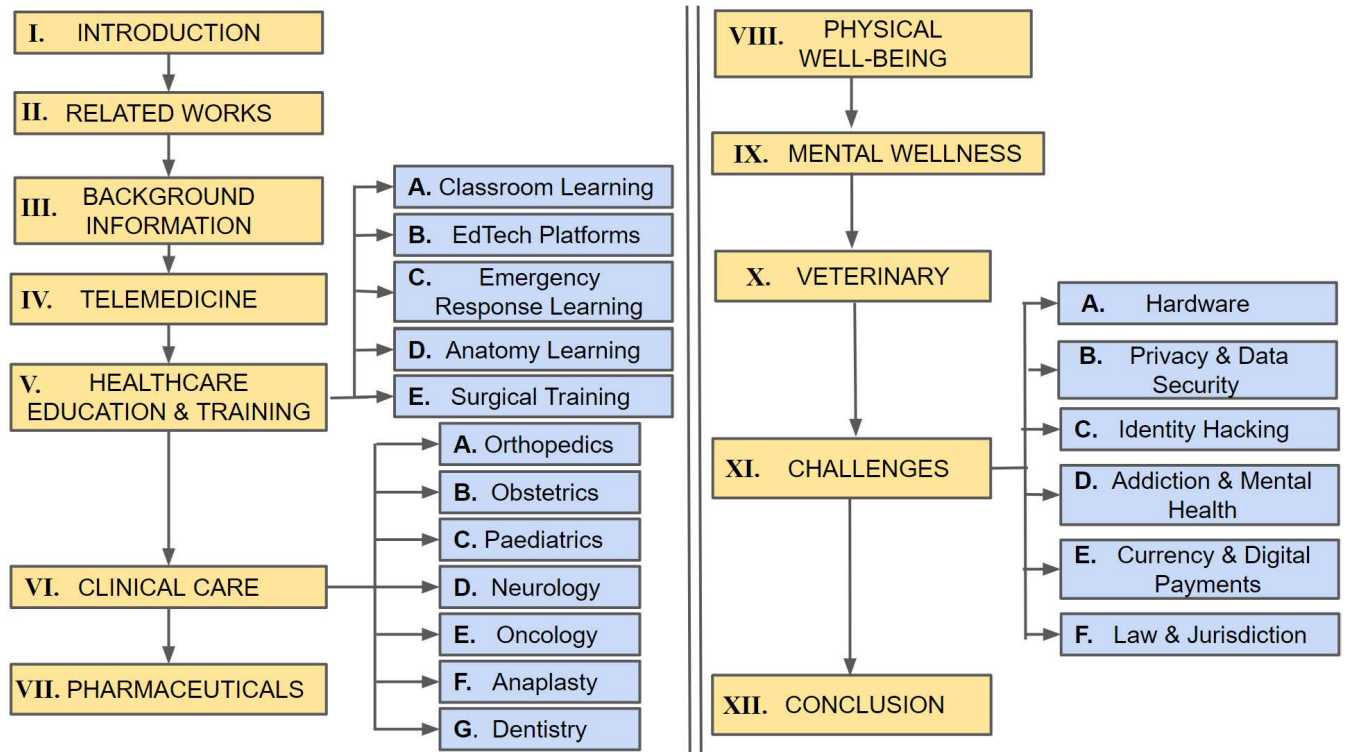 I. INTRODUCTION
II. RELATED WORKS
III. BACKGROUND
INFORMATION
IV. TELEMEDICINE
V. HEALTHCARE
EDUCATION & TRAINING
A. Classroom Learning
B. EdTech Platforms
C. Emergency
Response Learning
D. Anatomy Learning
E. Surgical Training
VI. CLINICAL CARE
A. Orthopedics
B. Obstetrics
C. Paediatrics
D. Neurology
E. Oncology
F. Anaplasty
G. Dentistry
VII. PHARMACEUTICALS
VIII. PHYSICAL
WELL-BEING
IX. MENTAL WELLNESS
X. VETERINARY
XI. CHALLENGES
A. Hardware
B. Privacy & Data
Security
C. Identity Hacking
D. Addiction & Mental
Health
E. Currency & Digital
Payments
F. Law & Jurisdiction
XII. CONCLUSION